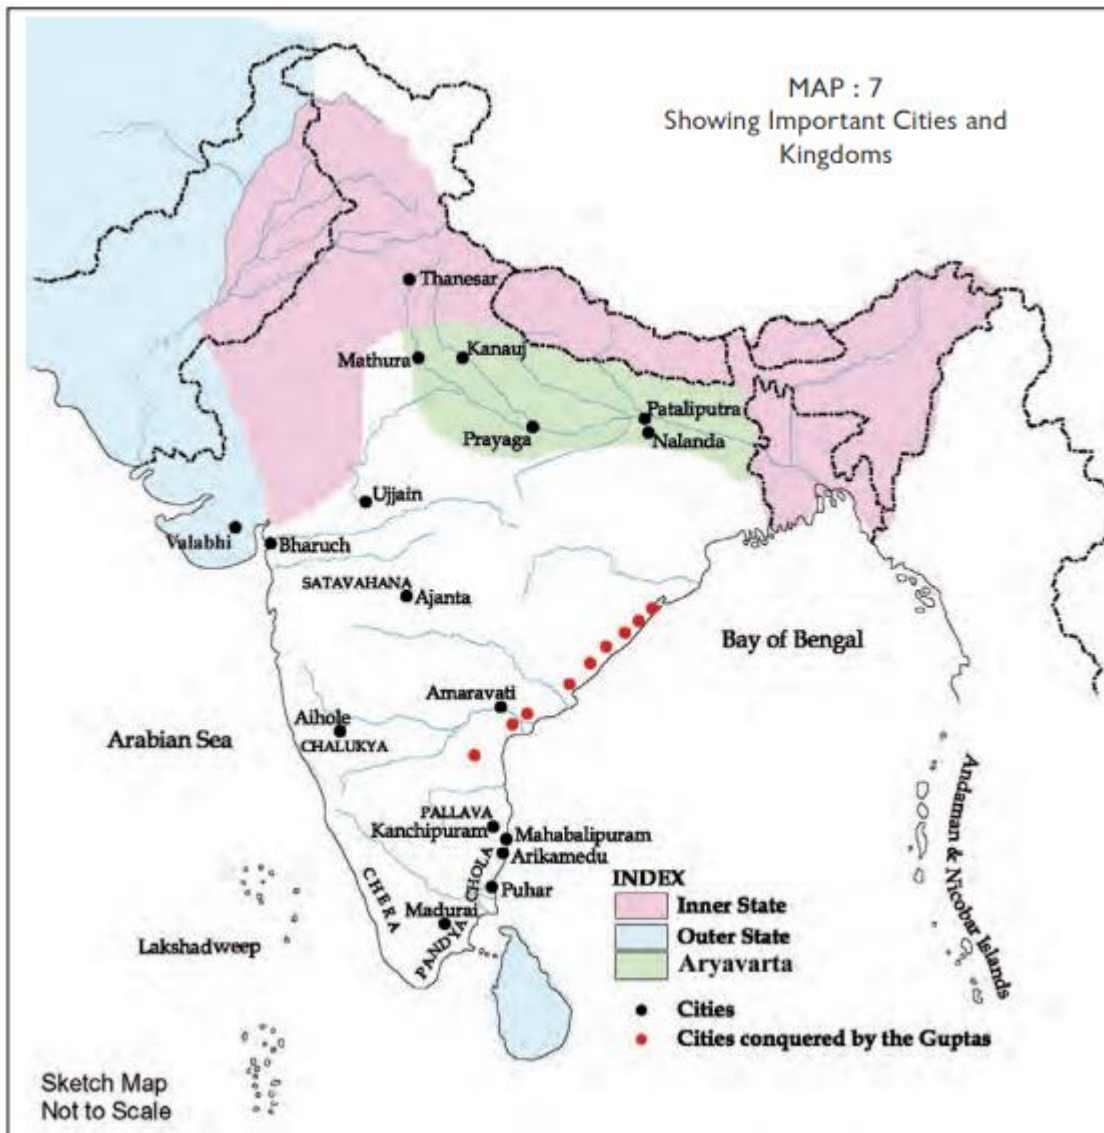 MAP : 7
Showing Important Cities and
Kingdoms
Thanesar
Mathura
Kanauj
Pataliputra
Prayaga
Nalanda
Ujjain
Valabhi
Bharuch
SATAVAHANA
Ajanta
Bay of Bengal
Amaravati
Aihole
CHALUKYA
Arabian Sea
PALLAVA
Kanchipuram
Mahabalipuram
Arikamedu
CHOLA
Puhar
CHERA
Madurai
PANDYA
Lakshadweep
Andaman & Nicobar Islands
INDEX
Inner State
Outer State
Aryavarta
Cities
Cities conquered by the Guptas
Sketch Map
Not to Scale